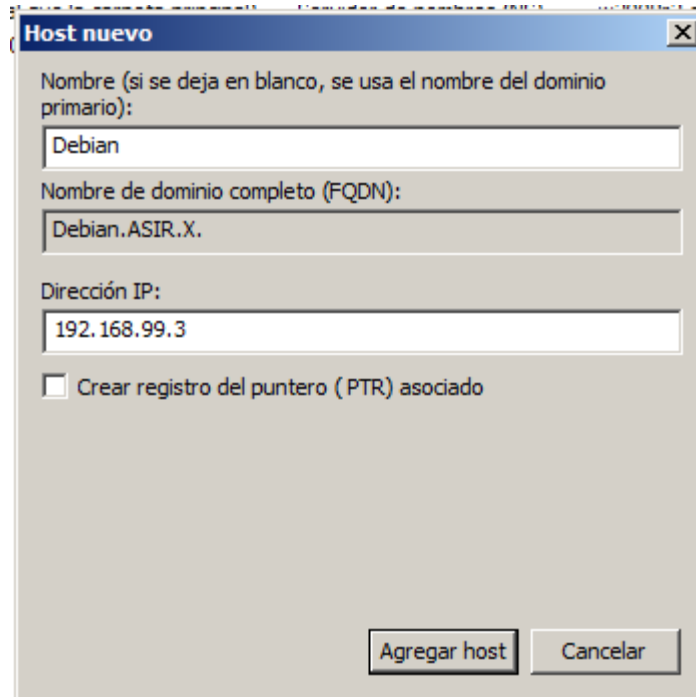 Host nuevo
Nombre (si se deja en blanco, se usa el nombre del dominio
primario):
Debian
Nombre de dominio completo (FQDN):
Debian.ASIR.X.
Dirección IP:
192.168.99.3
Crear registro del puntero (PTR) asociado
Agregar host
Cancelar